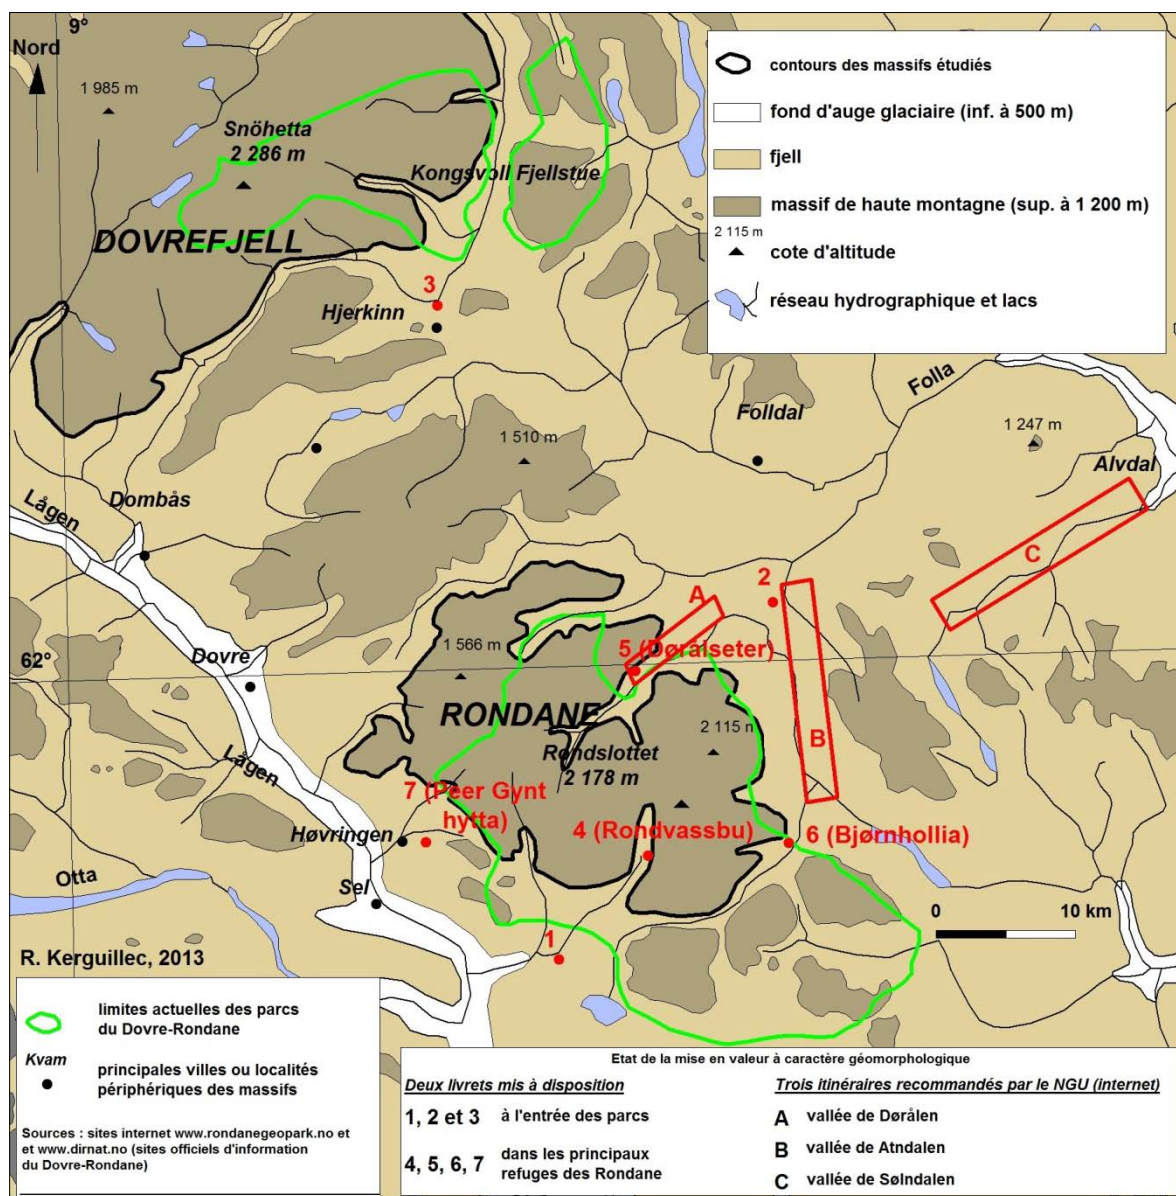 9°
Nord
1 985 m
Snöhetta
2 286 m
Kongsvoll Fjellstue
DOVREFJELL
3
Hjerkinn
contours des massifs étudiés
fond d'auge glaciaire (inf. à 500 m)
fjell
massif de haute montagne (sup. à 1 200 m)
2 115 m
cote d'altitude
réseau hydrographique et lacs
Folla
Folldal
1 247 m
1 510 m
Alvdal
Lågen
Dombås
C
2
A
62°
Dovre
1 566 m
5 (Døràlseter)
RONDANE
2 115 n
B
Rondslottet
2 178 m
Lågen
7 (Peer Gynt
hytta)
Høvringen
4 (Rondvassbu)
6 (Bjørnhollia)
Otta
Sel
0 10 km
1
R. Kerguillec, 2013
limites actuelles des parcs
du Dovre-Rondane
Kvam
principales villes ou localités
périphériques des massifs
Sources : sites internet www.rondanegeopark.no et
et www.dirnat.no (sites officiels d'information
du Dovre-Rondane)
Etat de la mise en valeur à caractère géomorphologique
Deux livrets mis à disposition
1, 2 et 3 à l'entrée des parcs
4, 5, 6, 7 dans les principaux
refuges des Rondane
Trois itinéraires recommandés par le NGU (internet)
A vallée de Dørålen
B vallée de Atndalen
C vallée de Sølndalen